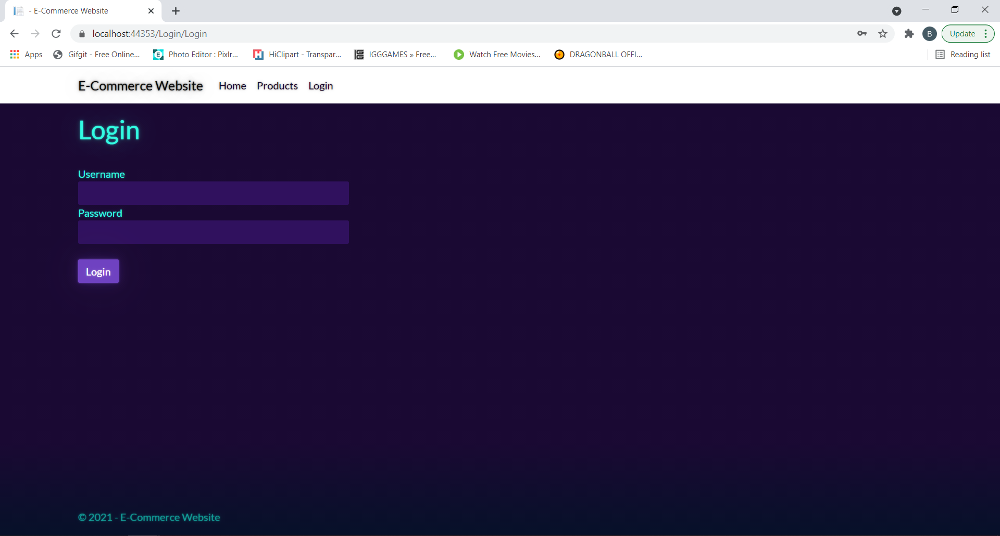 - E-Commerce Website
localhost:44353/Login/Login
B
Update
Apps
Gifgit - Free Online...
Photo Editor : Pixlr...
HiClipart - Transpar...
IGGGAMES » Free...
Watch Free Movies...
DRAGONBALL OFFI...
Reading list
E-Commerce Website Home Products Login
Login
Username
Password
Login
© 2021 - E-Commerce Website